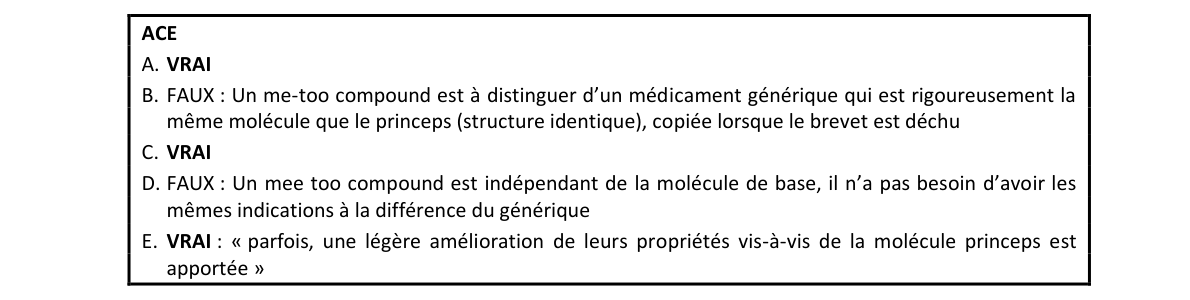 ACE
A. VRAI
B. FAUX : Un me-too compound est à distinguer d’un médicament générique qui est rigoureusement la
même molécule que le princeps (structure identique), copiée lorsque le brevet est déchu
C. VRAI
D. FAUX : Un mee too compound est indépendant de la molécule de base, il n’a pas besoin d’avoir les
mêmes indications à la différence du générique
E. VRAI : « parfois, une légère amélioration de leurs propriétés vis-à-vis de la molécule princeps est
apportée »